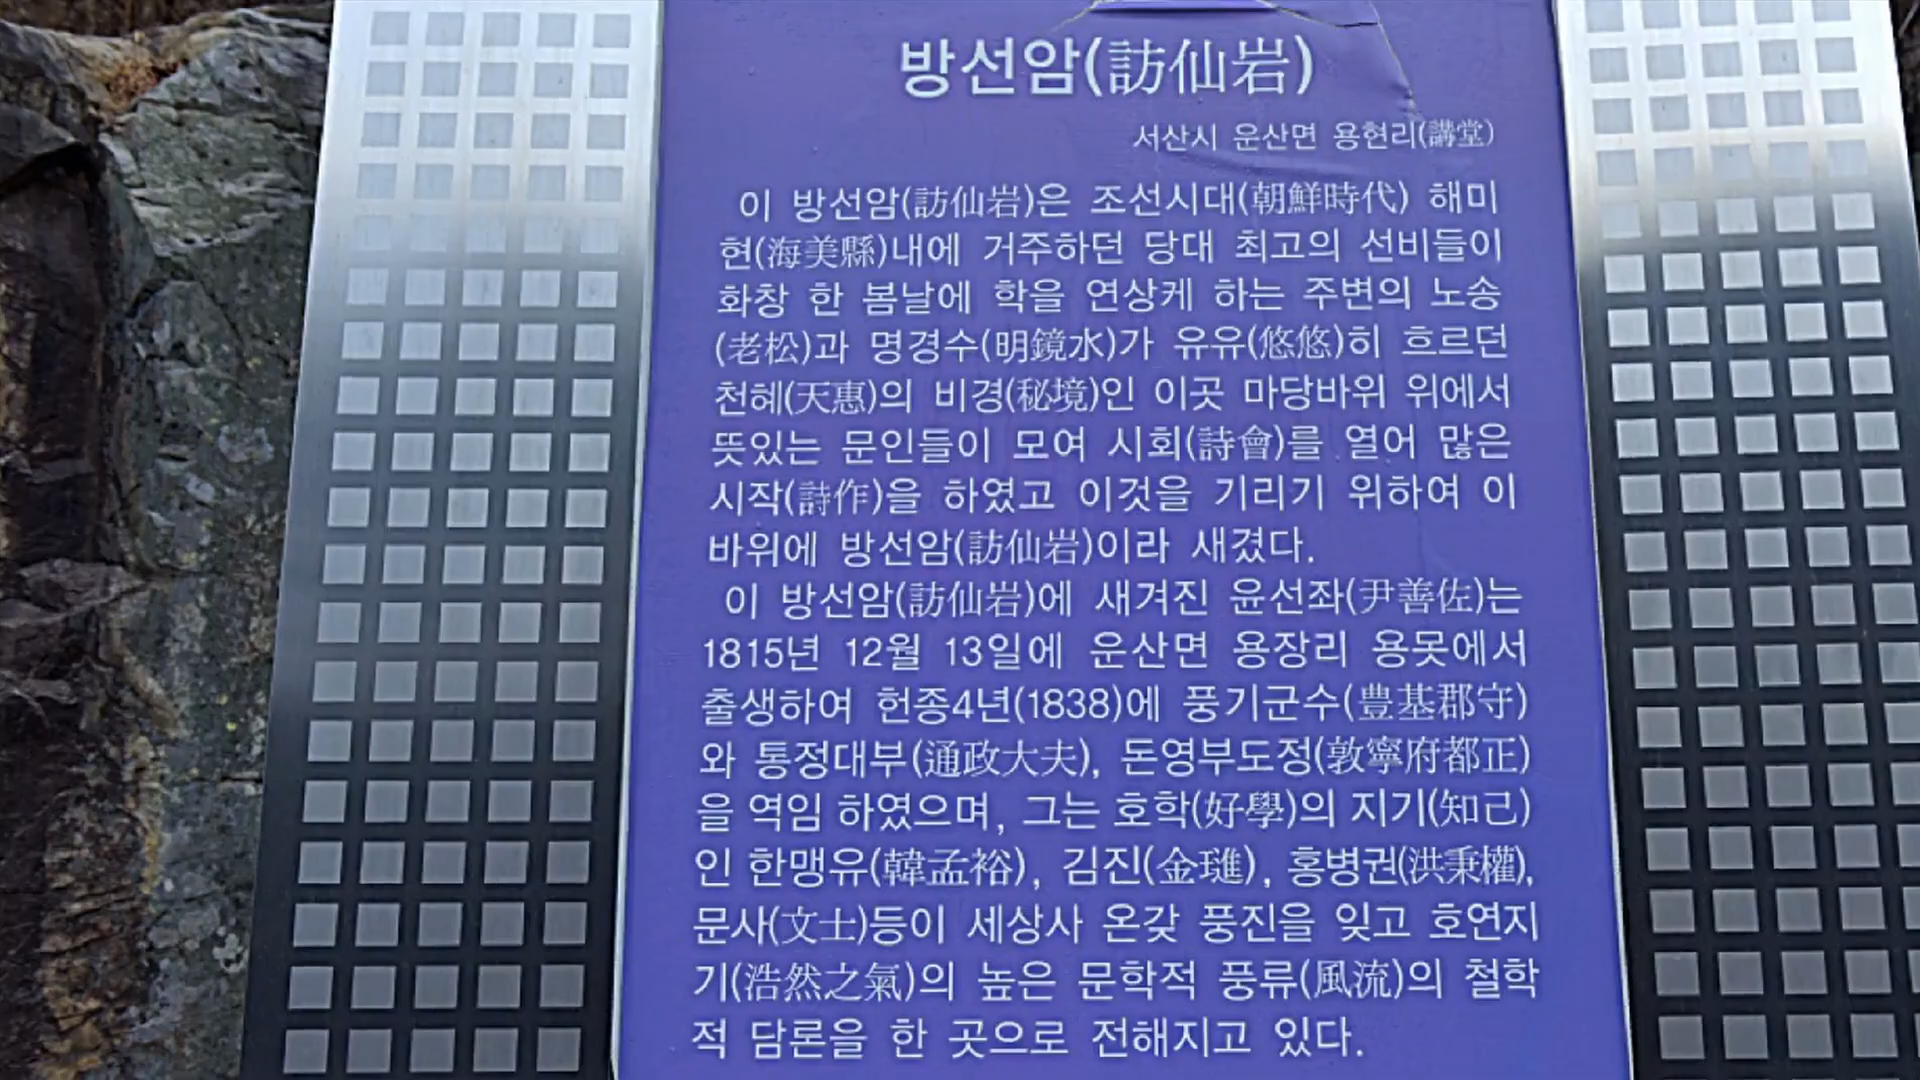 방선암(訪仙岩)
서산시 운산면 용현리(講堂)
이 방선암(訪仙岩)은 조선시대(朝鮮時代) 해미
현(海美縣)내에 거주하던 당대 최고의 선비들이
화창 한 봄날에 학을 연상케 하는 주변의 노송
(老松)과 명경수(明鏡水)가 유유(悠悠)히 흐르던
천혜(天惠)의 비경(秘境)인 이곳 마당바위 위에서
뜻있는 문인들이 모여 시회(詩會)를 열어 많은
시작(詩作)을 하였고 이것을 기리기 위하여 이
바위에 방선암(訪仙岩)이라 새겼다.
이 방선암(訪仙岩)에 새겨진 윤선좌(尹善佐)는
1815년 12월 13일에 운산면 용장리 용못에서
출생하여 헌종4년(1838)에 풍기군수(豊基郡守)
와 통정대부(通政大夫), 돈영부도정(敦寧府都正)
을 역임 하였으며, 그는 호학(好學)의 지기(知己)
인 한맹유(韓孟裕), 김진(金璡), 홍병권(洪秉權),
문사(文士)등이 세상사 온갖 풍진을 잊고 호연지
기(浩然之氣)의 높은 문학적 풍류(風流)의 철학
적 담론을 한 곳으로 전해지고 있다.